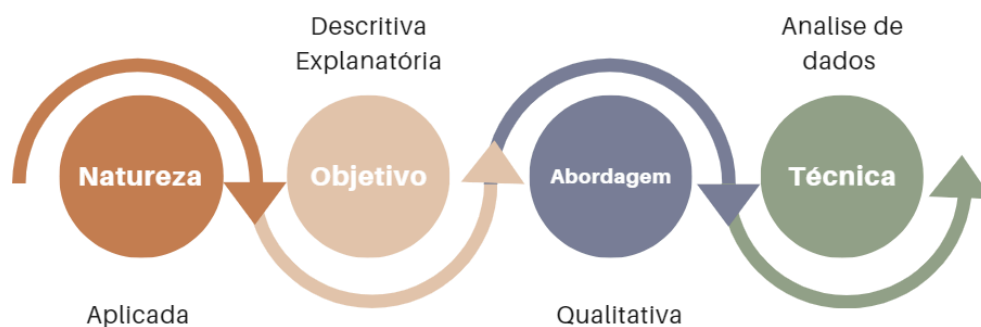 Descritiva
Explanatória
Analise de
dados
Natureza
Objetivo
Abordagem
Técnica
Aplicada
Qualitativa